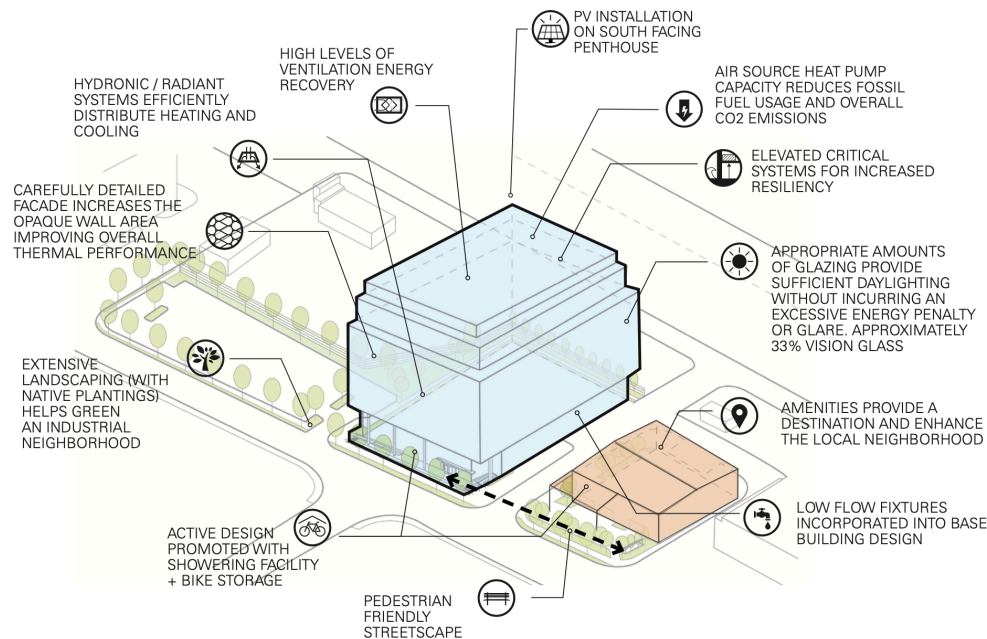 PV INSTALLATION
ON SOUTH FACING
PENTHOUSE
HIGH LEVELS OF
VENTILATION ENERGY
RECOVERY
AIR SOURCE HEAT PUMP
CAPACITY REDUCES FOSSIL
FUEL USAGE AND OVERALL
CO2 EMISSIONS
HYDRONIC / RADIANT
SYSTEMS EFFICIENTLY
DISTRIBUTE HEATING AND
COOLING
ELEVATED CRITICAL
SYSTEMS FOR INCREASED
RESILIENCY
CAREFULLY DETAILED
FACADE INCREASES THE
OPAQUE WALL AREA
IMPROVING OVERALL
THERMAL PERFORMANCE
APPROPRIATE AMOUNTS
OF GLAZING PROVIDE
SUFFICIENT DAYLIGHTING
WITHOUT INCURRING AN
EXCESSIVE ENERGY PENALTY
OR GLARE. APPROXIMATELY
33% VISION GLASS
EXTENSIVE
LANDSCAPING (WITH
NATIVE PLANTINGS)
HELPS GREEN
AN INDUSTRIAL
NEIGHBORHOOD
AMENITIES PROVIDE A
DESTINATION AND ENHANCE
THE LOCAL NEIGHBORHOOD
LOW FLOW FIXTURES
INCORPORATED INTO BASE
BUILDING DESIGN
ACTIVE DESIGN
PROMOTED WITH
SHOWERING FACILITY
+ BIKE STORAGE
PEDESTRIAN
FRIENDLY
STREETSCAPE